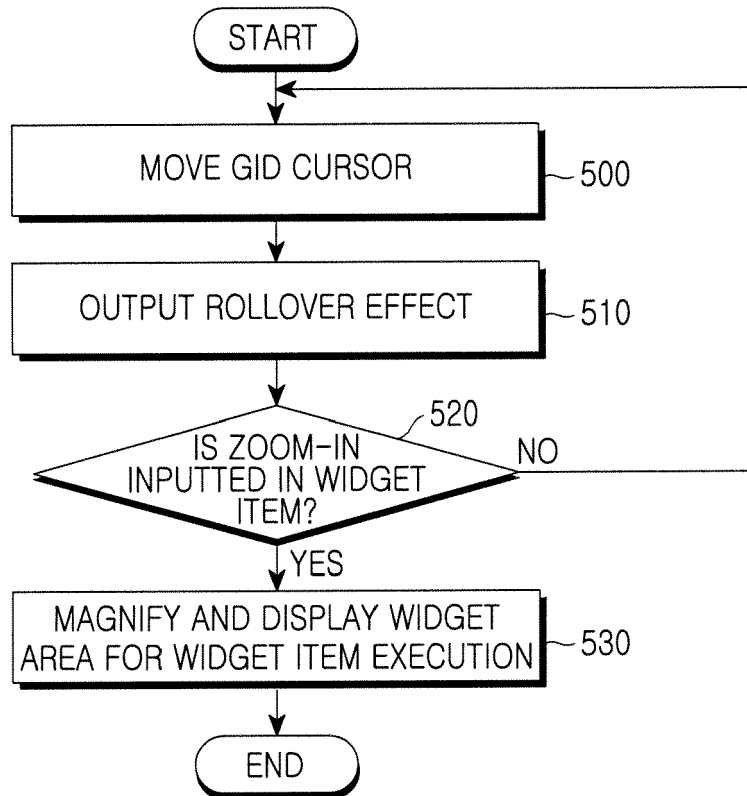 START
MOVE GID CURSOR
500
OUTPUT ROLLOVER EFFECT
510
520
IS ZOOM-IN
INPUTTED IN WIDGET
ITEM?
NO
YES
MAGNIFY AND DISPLAY WIDGET
AREA FOR WIDGET ITEM EXECUTION
530
END